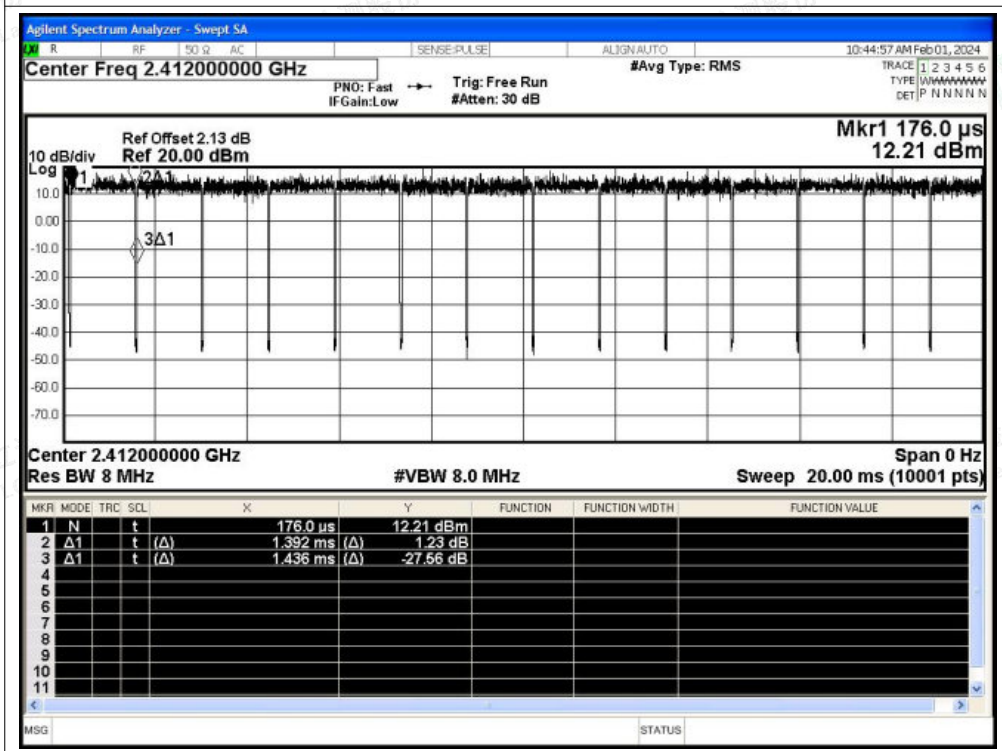 Agilent Spectrum Analyzer - Swept SA
LXI R RF 50 Ω AC SENSE:PULSE ALIGN AUTO 10:44:57 AM Feb 01, 2024
Center Freq 2.412000000 GHz #Avg Type: RMS TRACE 1 2 3 4 5 6
PNO: Fast Trig: Free Run TYPE WWWWWW
IFGain:Low #Atten: 30 dB DET P N N N N N
Mkr1 176.0 µs
Ref Offset 2.13 dB
10 dB/div Ref 20.00 dBm 12.21 dBm
Log
1 2Δ1
10.0
0.00
3Δ1
-10.0
-20.0
-30.0
-40.0
-50.0
-60.0
-70.0
Center 2.412000000 GHz Span 0 Hz
Res BW 8 MHz #VBW 8.0 MHz Sweep 20.00 ms (10001 pts)
MKR MODE TRC SCL X Y FUNCTION FUNCTION WIDTH FUNCTION VALUE
1 N t 176.0 µs 12.21 dBm
2 Δ1 t (Δ) 1.392 ms (Δ) 1.23 dB
3 Δ1 t (Δ) 1.436 ms (Δ) -27.56 dB
4
5
6
7
8
9
10
11
MSG STATUS